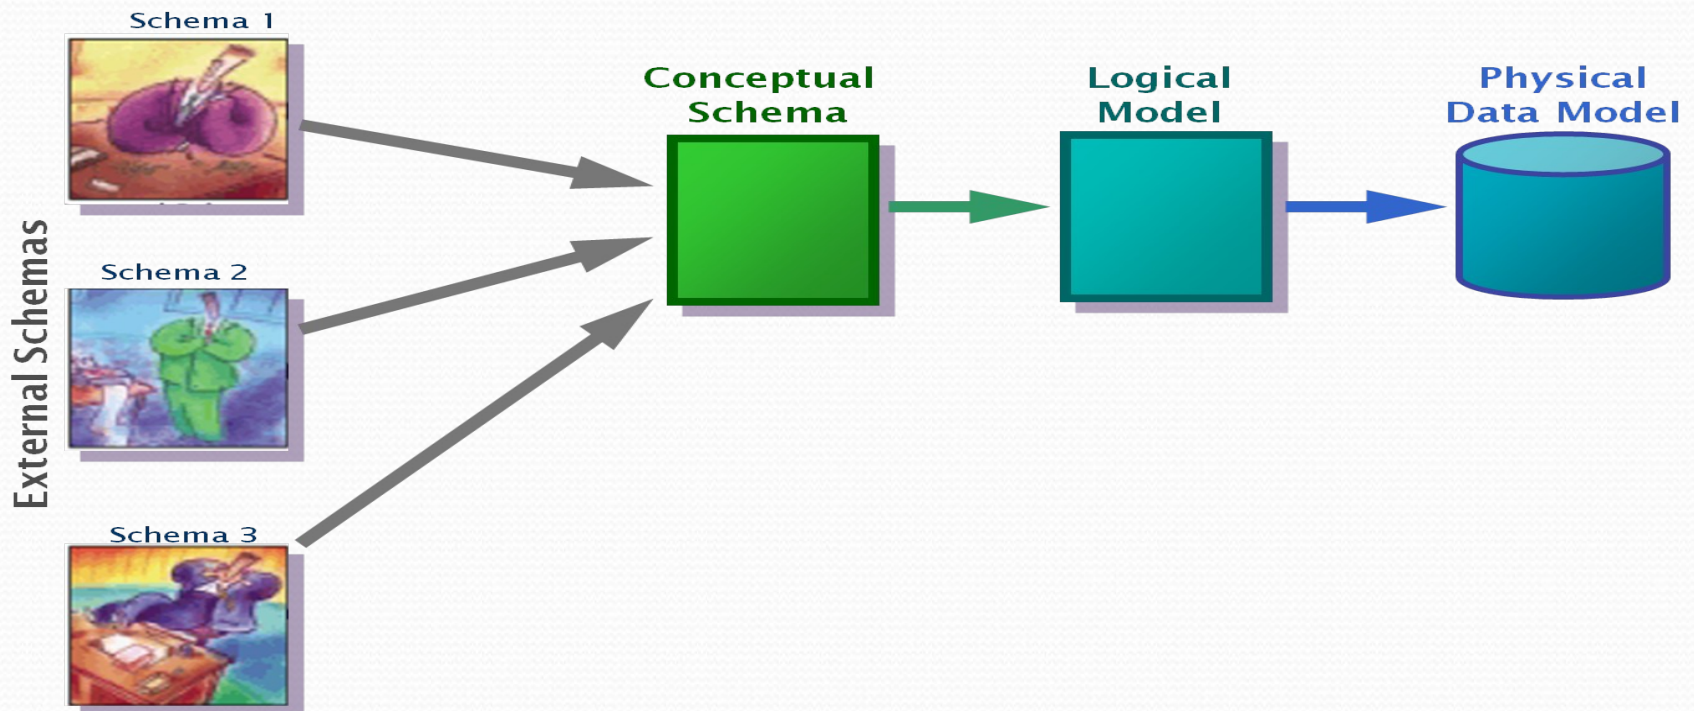 Schema 1
Conceptual
Schema
Logical
Model
Physical
Data Model
External Schemas
Schema 2
Schema 3